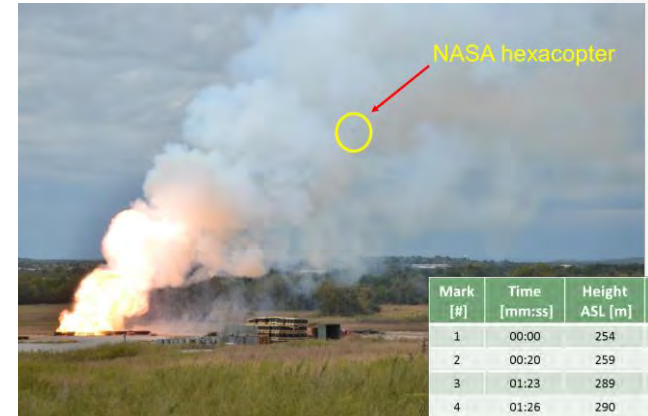 NASA hexacopter
Mark Time Height
[#] [mm:ss] ASL [m]
1 00:00 254
2 00:20 259
3 01:23 289
4 01:26 290